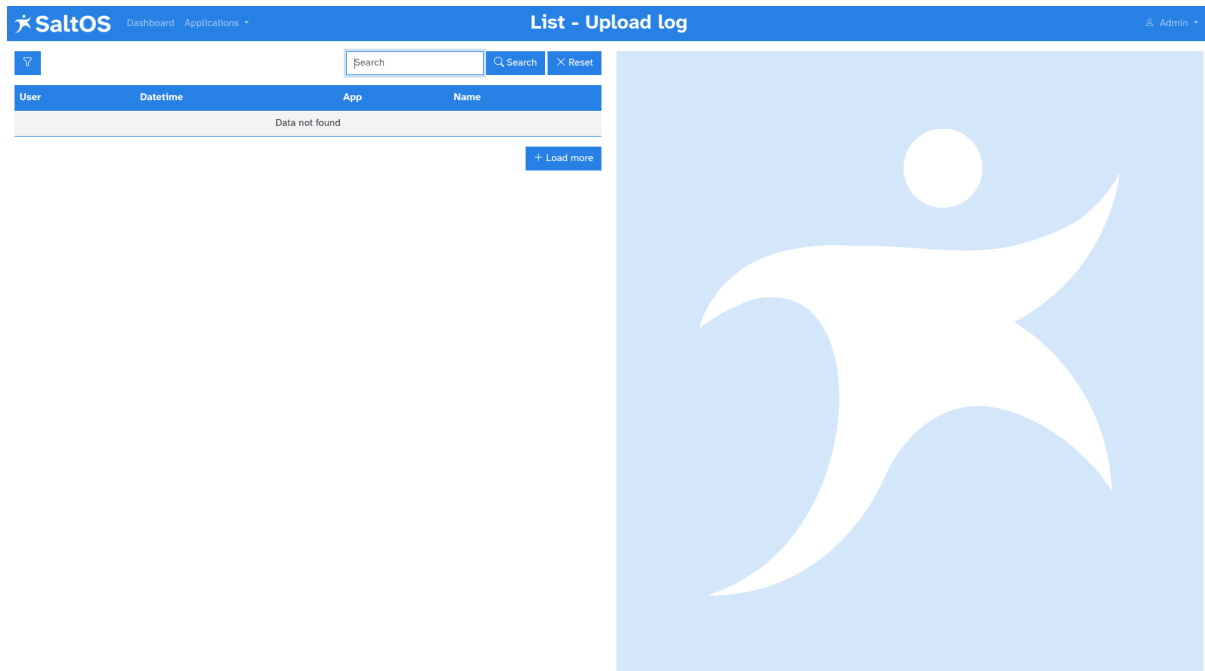 SaltOS Dashboard Applications List - Upload log Admin
Search Search Reset
User Datetime App Name
Data not found
Load more